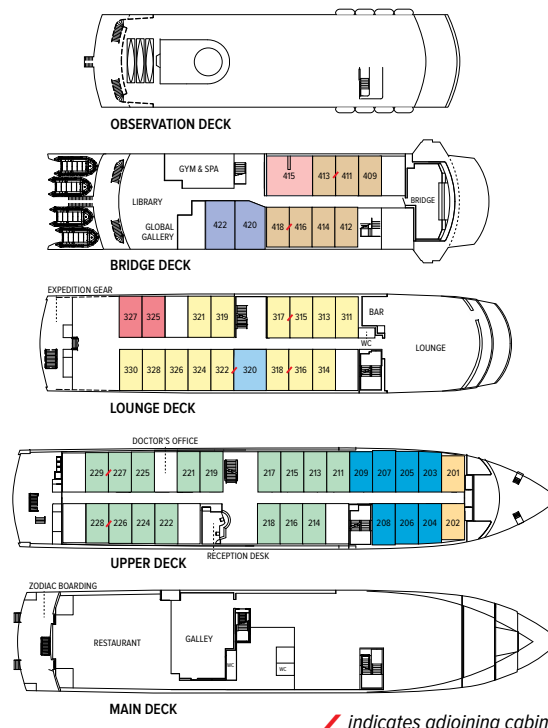 OBSERVATION DECK
GYM & SPA
415
413
411
409
LIBRARY
BRIDGE
GLOBAL
GALLERY
422
420
418
416
414
412
BRIDGE DECK
EXPEDITION GEAR
327
325
321
319
317
315
313
311
BAR
WC
LOUNGE
330
328
326
324
322
320
318
316
314
LOUNGE DECK
DOCTOR'S OFFICE
229
227
225
221
219
217
215
213
211
209
207
205
203
201
228
226
224
222
218
216
214
208
206
204
202
RECEPTION DESK
UPPER DECK
ZODIAC BOARDING
RESTAURANT
GALLEY
WC
WC
MAIN DECK
indicates adjoining cabin